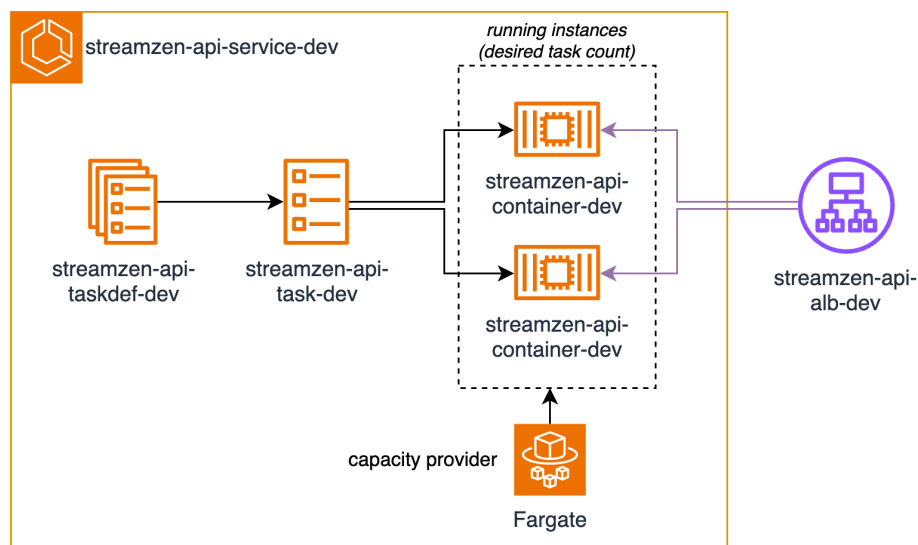 streamzen-api-service-dev
running instances
(desired task count)
streamzen-api-
container-dev
streamzen-api-
taskdef-dev
streamzen-api-
task-dev
streamzen-api-
alb-dev
streamzen-api-
container-dev
capacity provider
Fargate